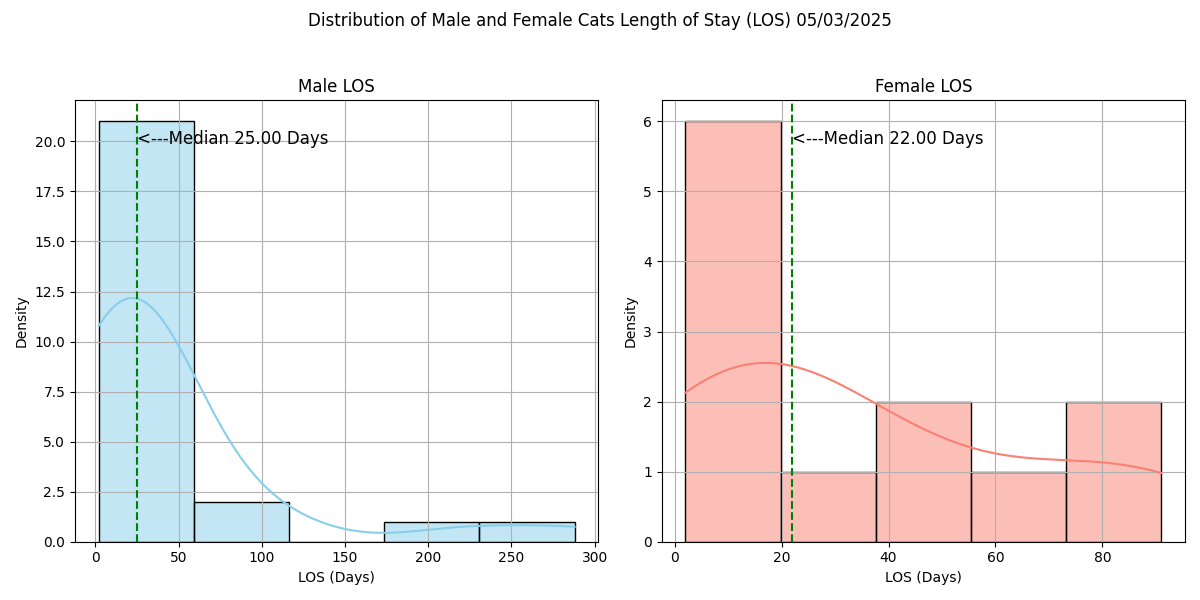 Distribution of Male and Female Cats Length of Stay (LOS) 05/03/2025
Male LOS
Density
20.0
17.5
15.0
12.5
10.0
7.5
5.0
2.5
0.0
<---Median 25.00 Days
0 50 100 150 200 250 300
LOS (Days)
Female LOS
Density
6
5
4
3
2
1
0
<---Median 22.00 Days
0 20 40 60 80
LOS (Days)